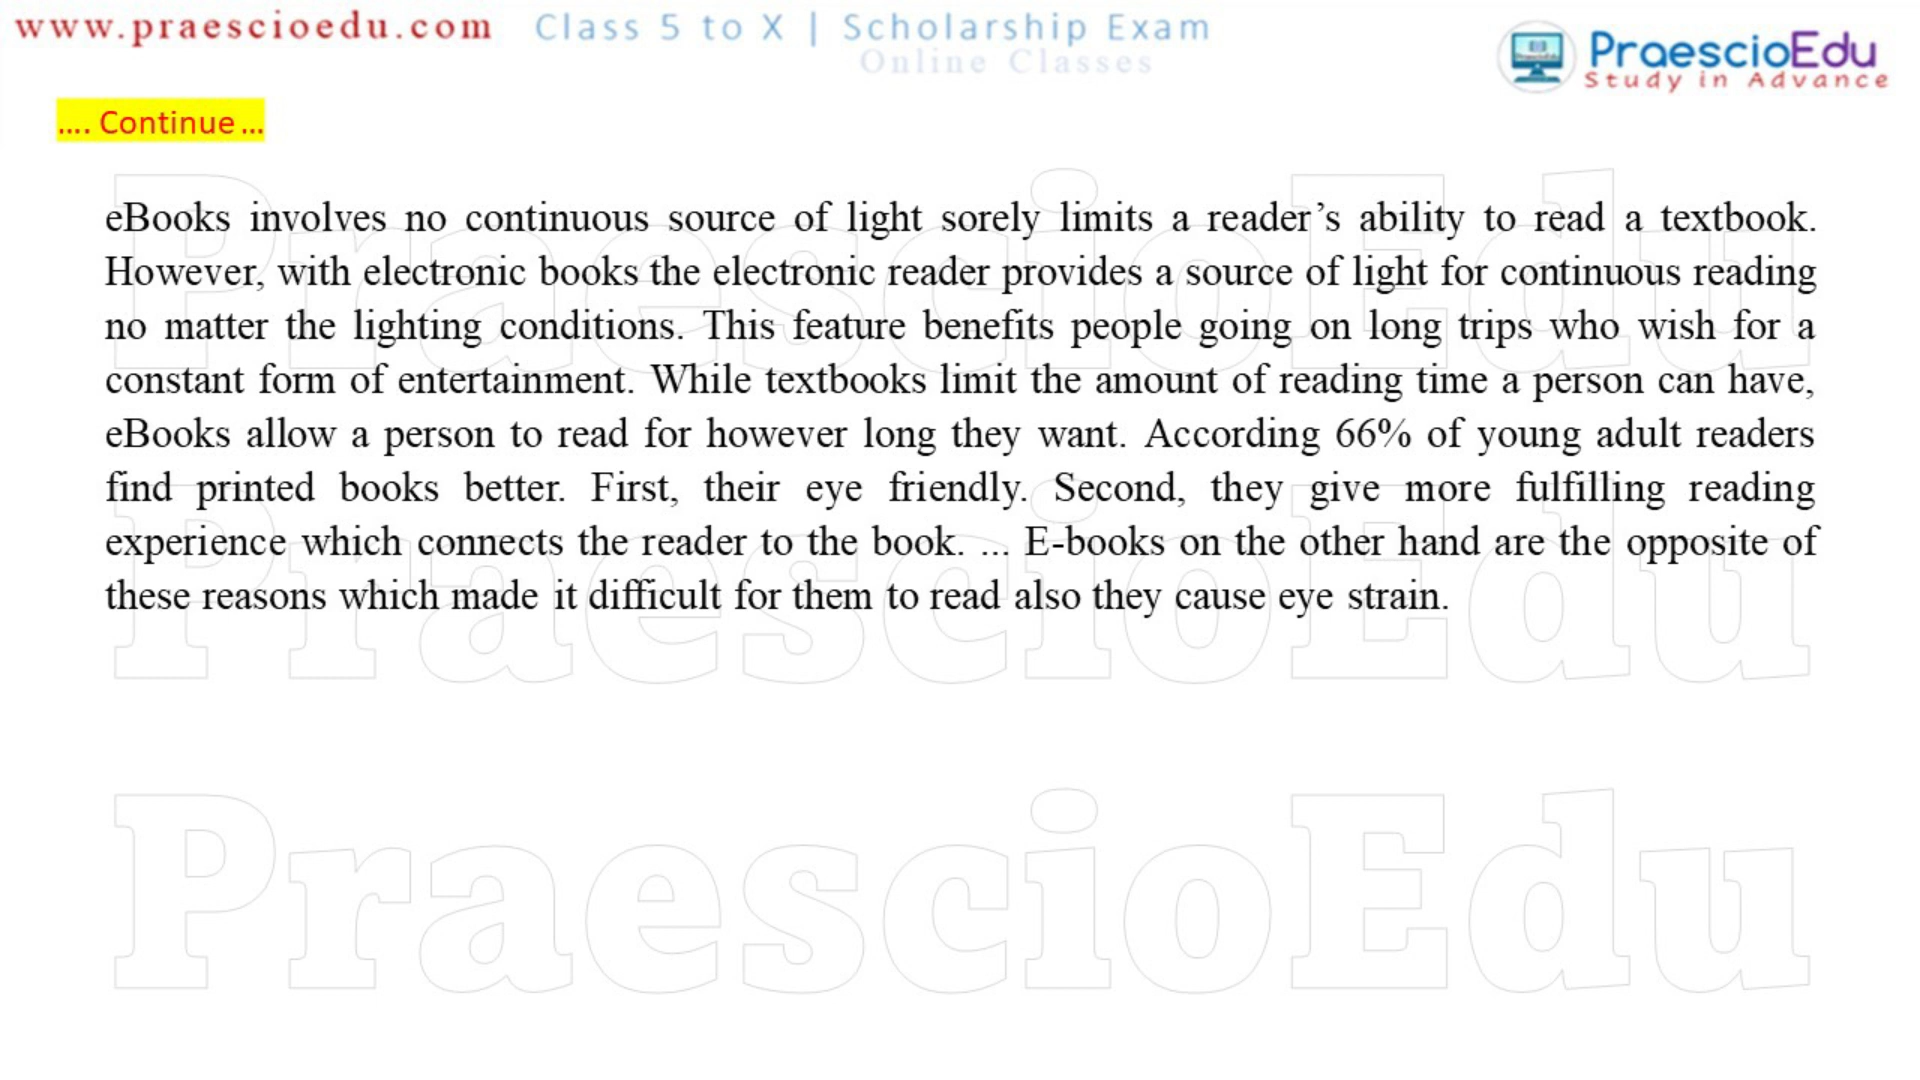 www.praescioedu.com Class 5 to X | Scholarship Exam
Online Classes
PraescioEdu
Study in Advance
.... Continue ...
eBooks involves no continuous source of light sorely limits a reader’s ability to read a textbook.
However, with electronic books the electronic reader provides a source of light for continuous reading
no matter the lighting conditions. This feature benefits people going on long trips who wish for a
constant form of entertainment. While textbooks limit the amount of reading time a person can have,
eBooks allow a person to read for however long they want. According 66% of young adult readers
find printed books better. First, their eye friendly. Second, they give more fulfilling reading
experience which connects the reader to the book. ... E-books on the other hand are the opposite of
these reasons which made it difficult for them to read also they cause eye strain.
PraescioEdu
PraescioEdu
PraescioEdu